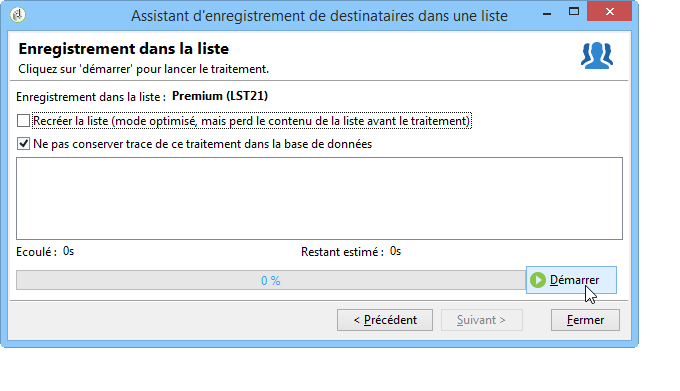 Assistant d'enregistrement de destinataires dans une liste
Enregistrement dans la liste
Cliquez sur 'démarrer' pour lancer le traitement.
Enregistrement dans la liste : Premium (LST21)
Recréer la liste (mode optimisé, mais perd le contenu de la liste avant le traitement)
Ne pas conserver trace de ce traitement dans la base de données
Ecoulé : 0s Restant estimé : 0s
0 % Démarrer
< Précédent Suivant > Fermer